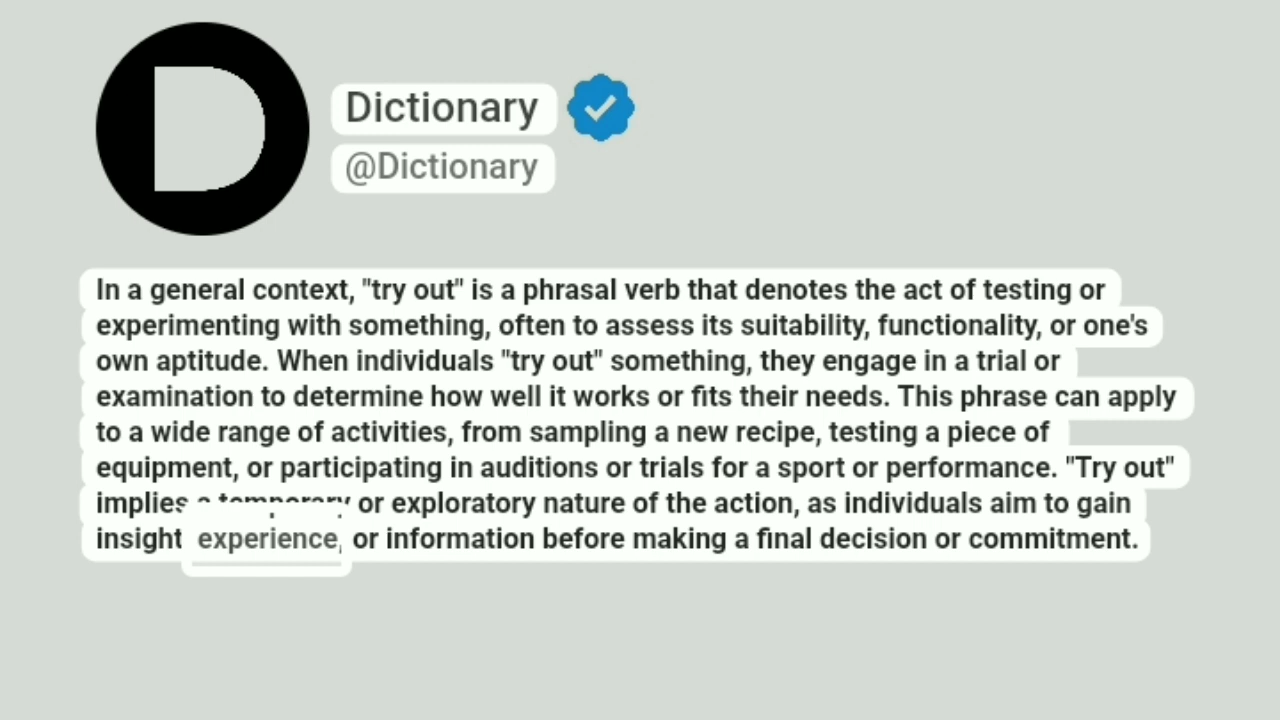 D
Dictionary
@Dictionary
In a general context, "try out" is a phrasal verb that denotes the act of testing or
experimenting with something, often to assess its suitability, functionality, or one's
own aptitude. When individuals "try out" something, they engage in a trial or
examination to determine how well it works or fits their needs. This phrase can apply
to a wide range of activities, from sampling a new recipe, testing a piece of
equipment, or participating in auditions or trials for a sport or performance. "Try out"
implies a temporary or exploratory nature of the action, as individuals aim to gain
insight experience, or information before making a final decision or commitment.